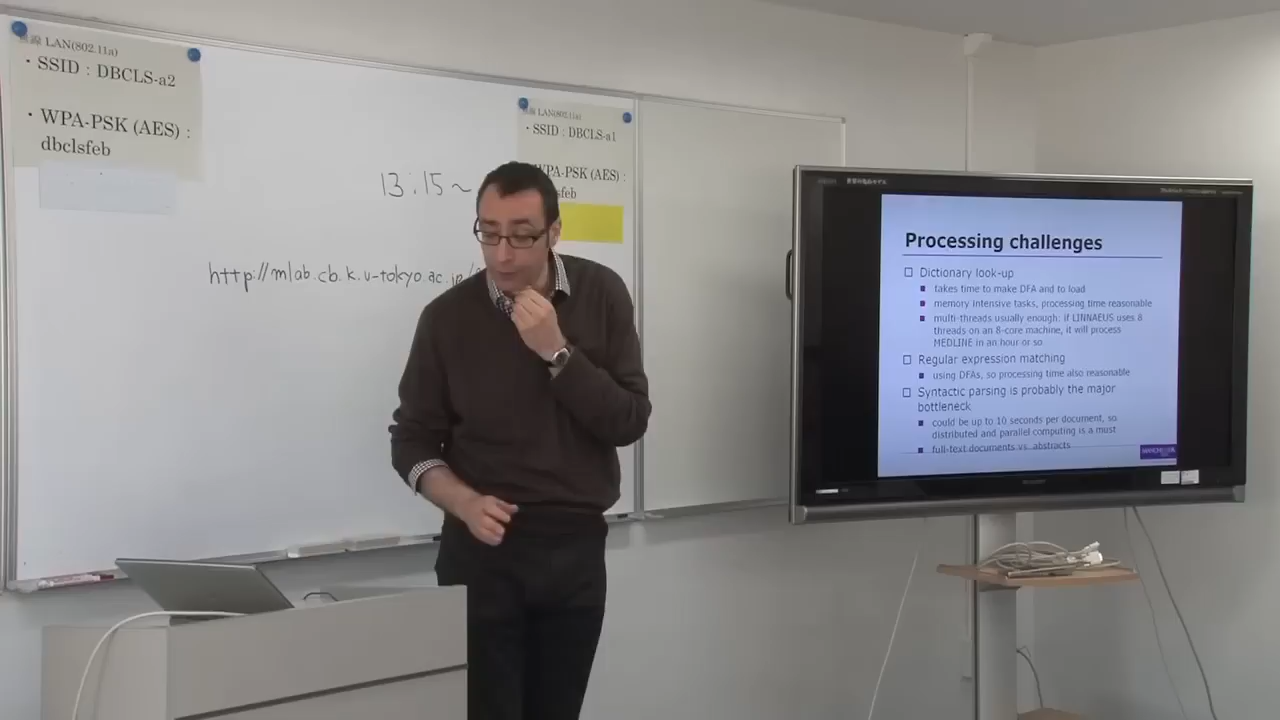 無線 LAN(802.11a)
・SSID : DBCLS-a2
・WPA-PSK (AES) :
dbclsfeb
無線 LAN(802.11a)
・SSID : DBCLS-a1
WPA-PSK (AES) :
sfeb
13:15~
http://mlab.cb.k.u-tokyo.ac.jp/
Processing challenges
Dictionary look-up
takes time to make DFA and to load
memory intensive tasks, processing time reasonable
multi-threads usually enough: if LINNAEUS uses 8
threads on an 8-core machine, it will process
MEDLINE in an hour or so
Regular expression matching
using DFAs, so processing time also reasonable
Syntactic parsing is probably the major
bottleneck
could be up to 10 seconds per document, so
distributed and parallel computing is a must
full-text documents vs. abstracts